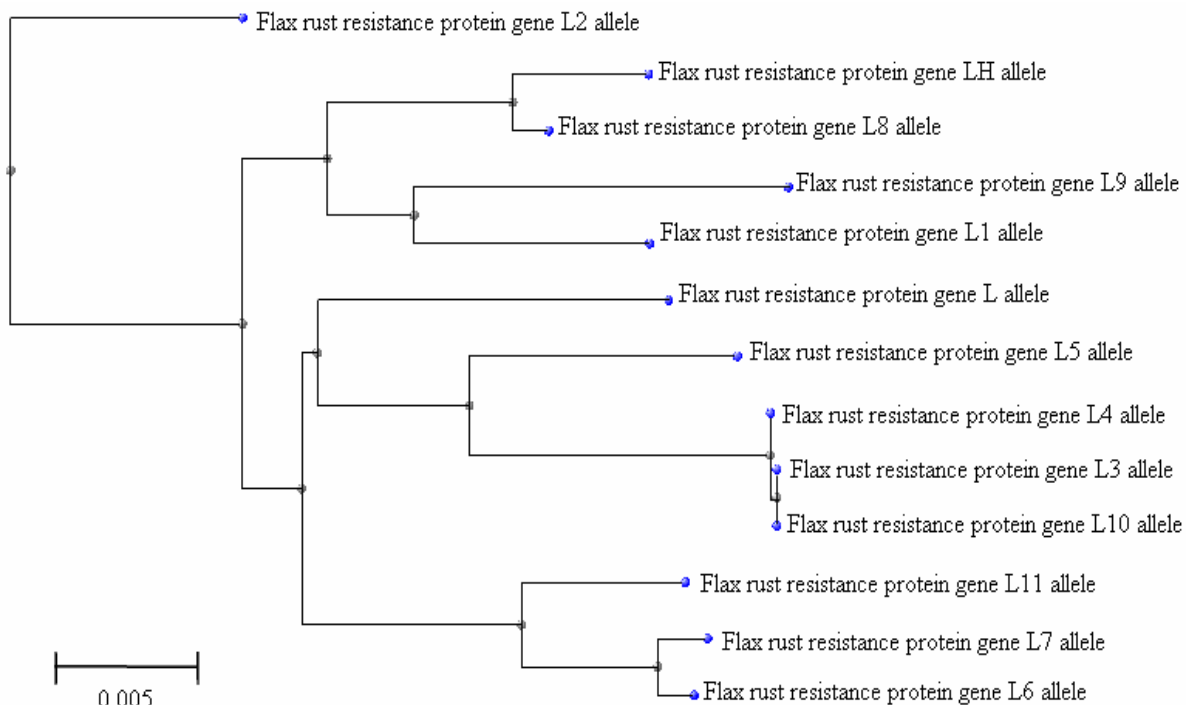 Flax rust resistance protein gene L2 allele
Flax rust resistance protein gene LH allele
Flax rust resistance protein gene L8 allele
Flax rust resistance protein gene L9 allele
Flax rust resistance protein gene L1 allele
Flax rust resistance protein gene L allele
Flax rust resistance protein gene L5 allele
Flax rust resistance protein gene L4 allele
Flax rust resistance protein gene L3 allele
Flax rust resistance protein gene L10 allele
Flax rust resistance protein gene L11 allele
Flax rust resistance protein gene L7 allele
Flax rust resistance protein gene L6 allele
0.005